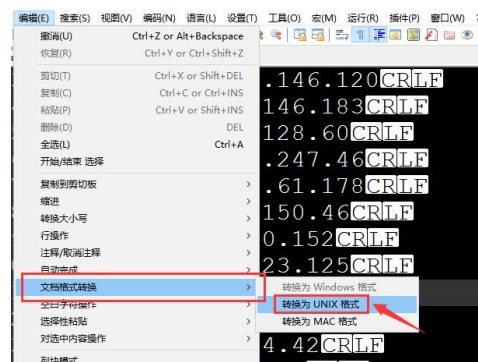 编辑(E) 搜索(S) 视图(V) 编码(N) 语言(L) 设置(T) 工具(O) 宏(M) 运行(R) 插件(P) 窗口(W)
撤消(U) Ctrl+Z or Alt+Backspace
恢复(R) Ctrl+Y or Ctrl+Shift+Z
剪切(T) Ctrl+X or Shift+DEL
复制(C) Ctrl+C or Ctrl+INS
粘贴(P) Ctrl+V or Shift+INS
删除(D) DEL
全选(L) Ctrl+A
开始/结束 选择
复制到剪切板
缩进
转换大小写
行操作
注释/取消注释
自动完成
文档格式转换
空白字符操作
选择性粘贴
对选中内容操作
列块模式
转换为 Windows 格式
转换为 UNIX 格式
转换为 MAC 格式
.146.120CRLF
146.183CRLF
128.60CRLF
.247.46CRLF
.61.178CRLF
150.46CRLF
0.152CRLF
23.125CRLF
4.42CRLF